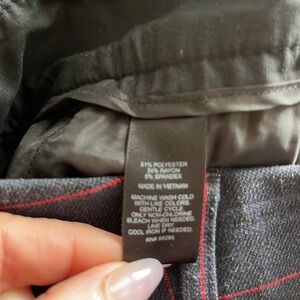 61% POLYESTER
34% RAYON
5% SPANDEX
MADE IN VIETNAM
MACHINE WASH COLD
WITH LIKE COLORS
GENTLE CYCLE
ONLY NON-CHLORINE
BLEACH WHEN NEEDED
LINE DRY
COOL IRON IF NEEDED.
RN# 55285